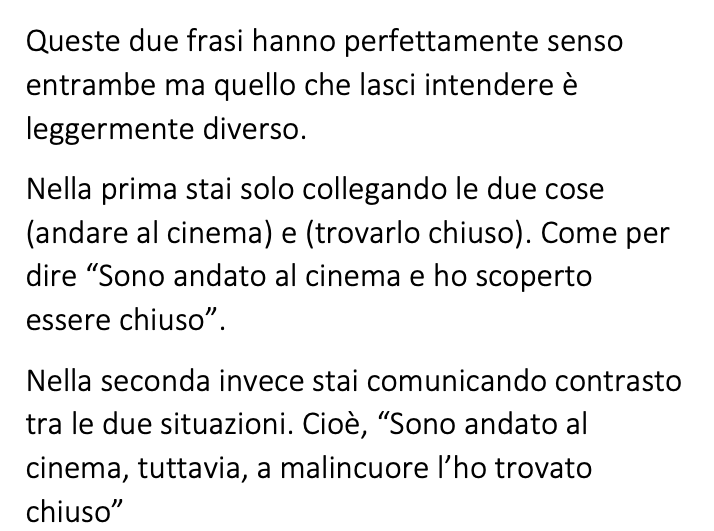 Queste due frasi hanno perfettamente senso
entrambe ma quello che lasci intendere è
leggermente diverso.
Nella prima stai solo collegando le due cose
(andare al cinema) e (trovarlo chiuso). Come per
dire “Sono andato al cinema e ho scoperto
essere chiuso”.
Nella seconda invece stai comunicando contrasto
tra le due situazioni. Cioè, “Sono andato al
cinema, tuttavia, a malincuore l’ho trovato
chiuso”